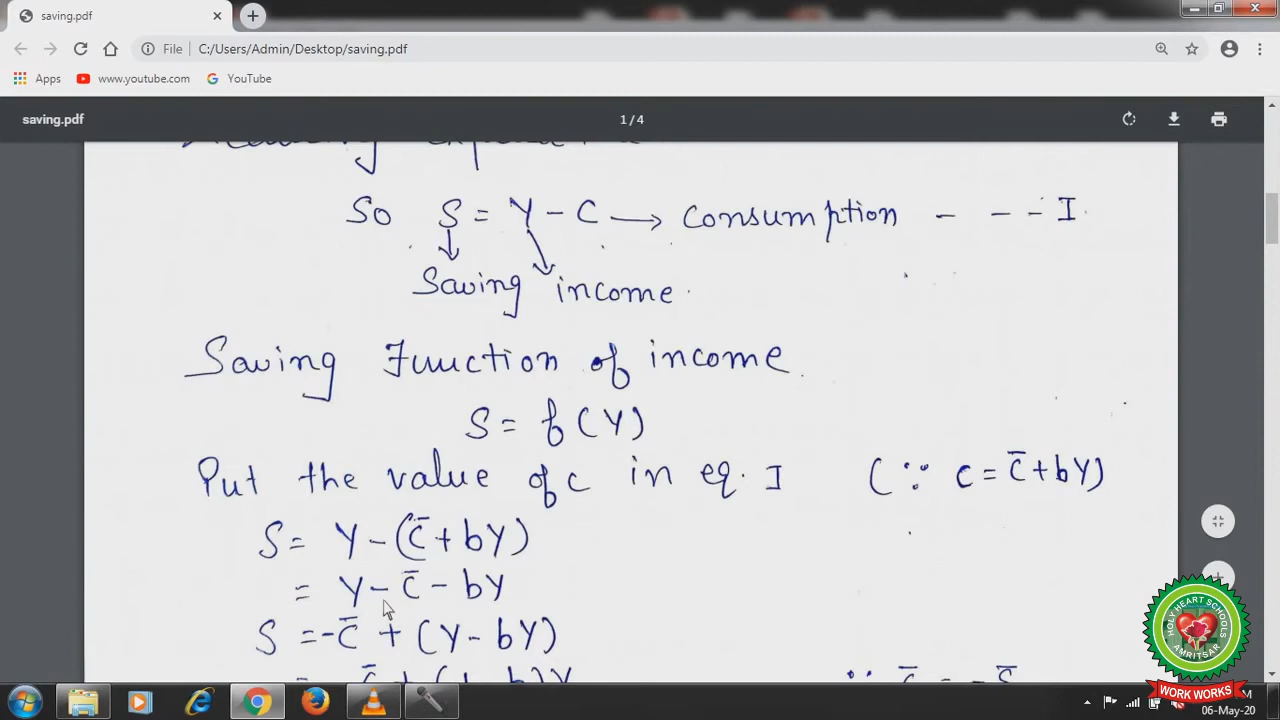 saving.pdf
File C:/Users/Admin/Desktop/saving.pdf
Apps www.youtube.com YouTube
saving.pdf 1 / 4
So S = Y - C → Consumption - - - I
Saving income
Saving Function of income
S = f(Y)
Put the value of c in eq. I (∵ c = C̄ + bY)
S = Y - (C̄ + bY)
= Y - C̄ - bY
S = - C̄ + (Y - bY)
HOLY HEART SCHOOLS
AMRITSAR
WORK WORKS
06-May-20